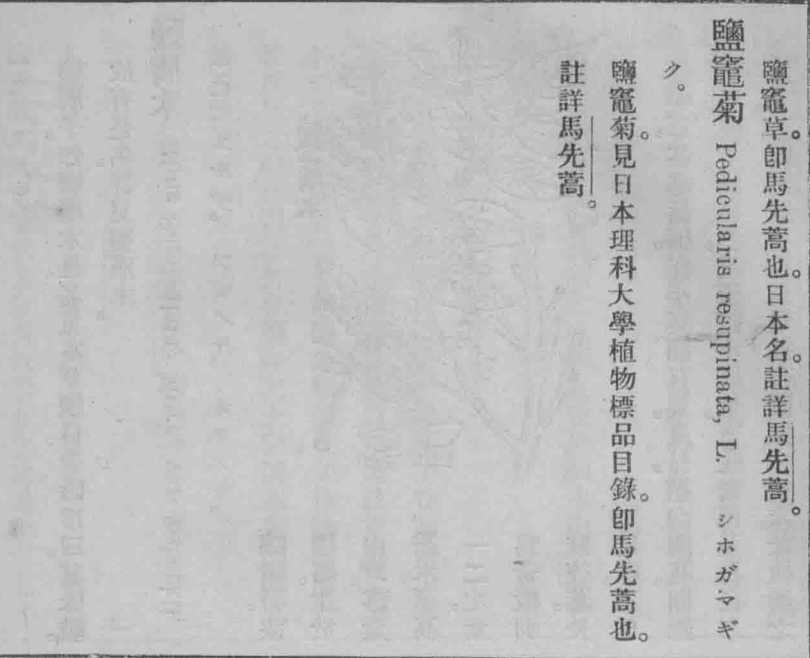 鹽竈草卽馬先蒿也。日本名。註詳馬先蒿。
鹽竈菊 Pedicularis resupinata, L. シホガマギ
ク。
鹽竈菊。見日本理科大學植物標品目錄。卽馬先蒿也。
註詳馬先蒿。